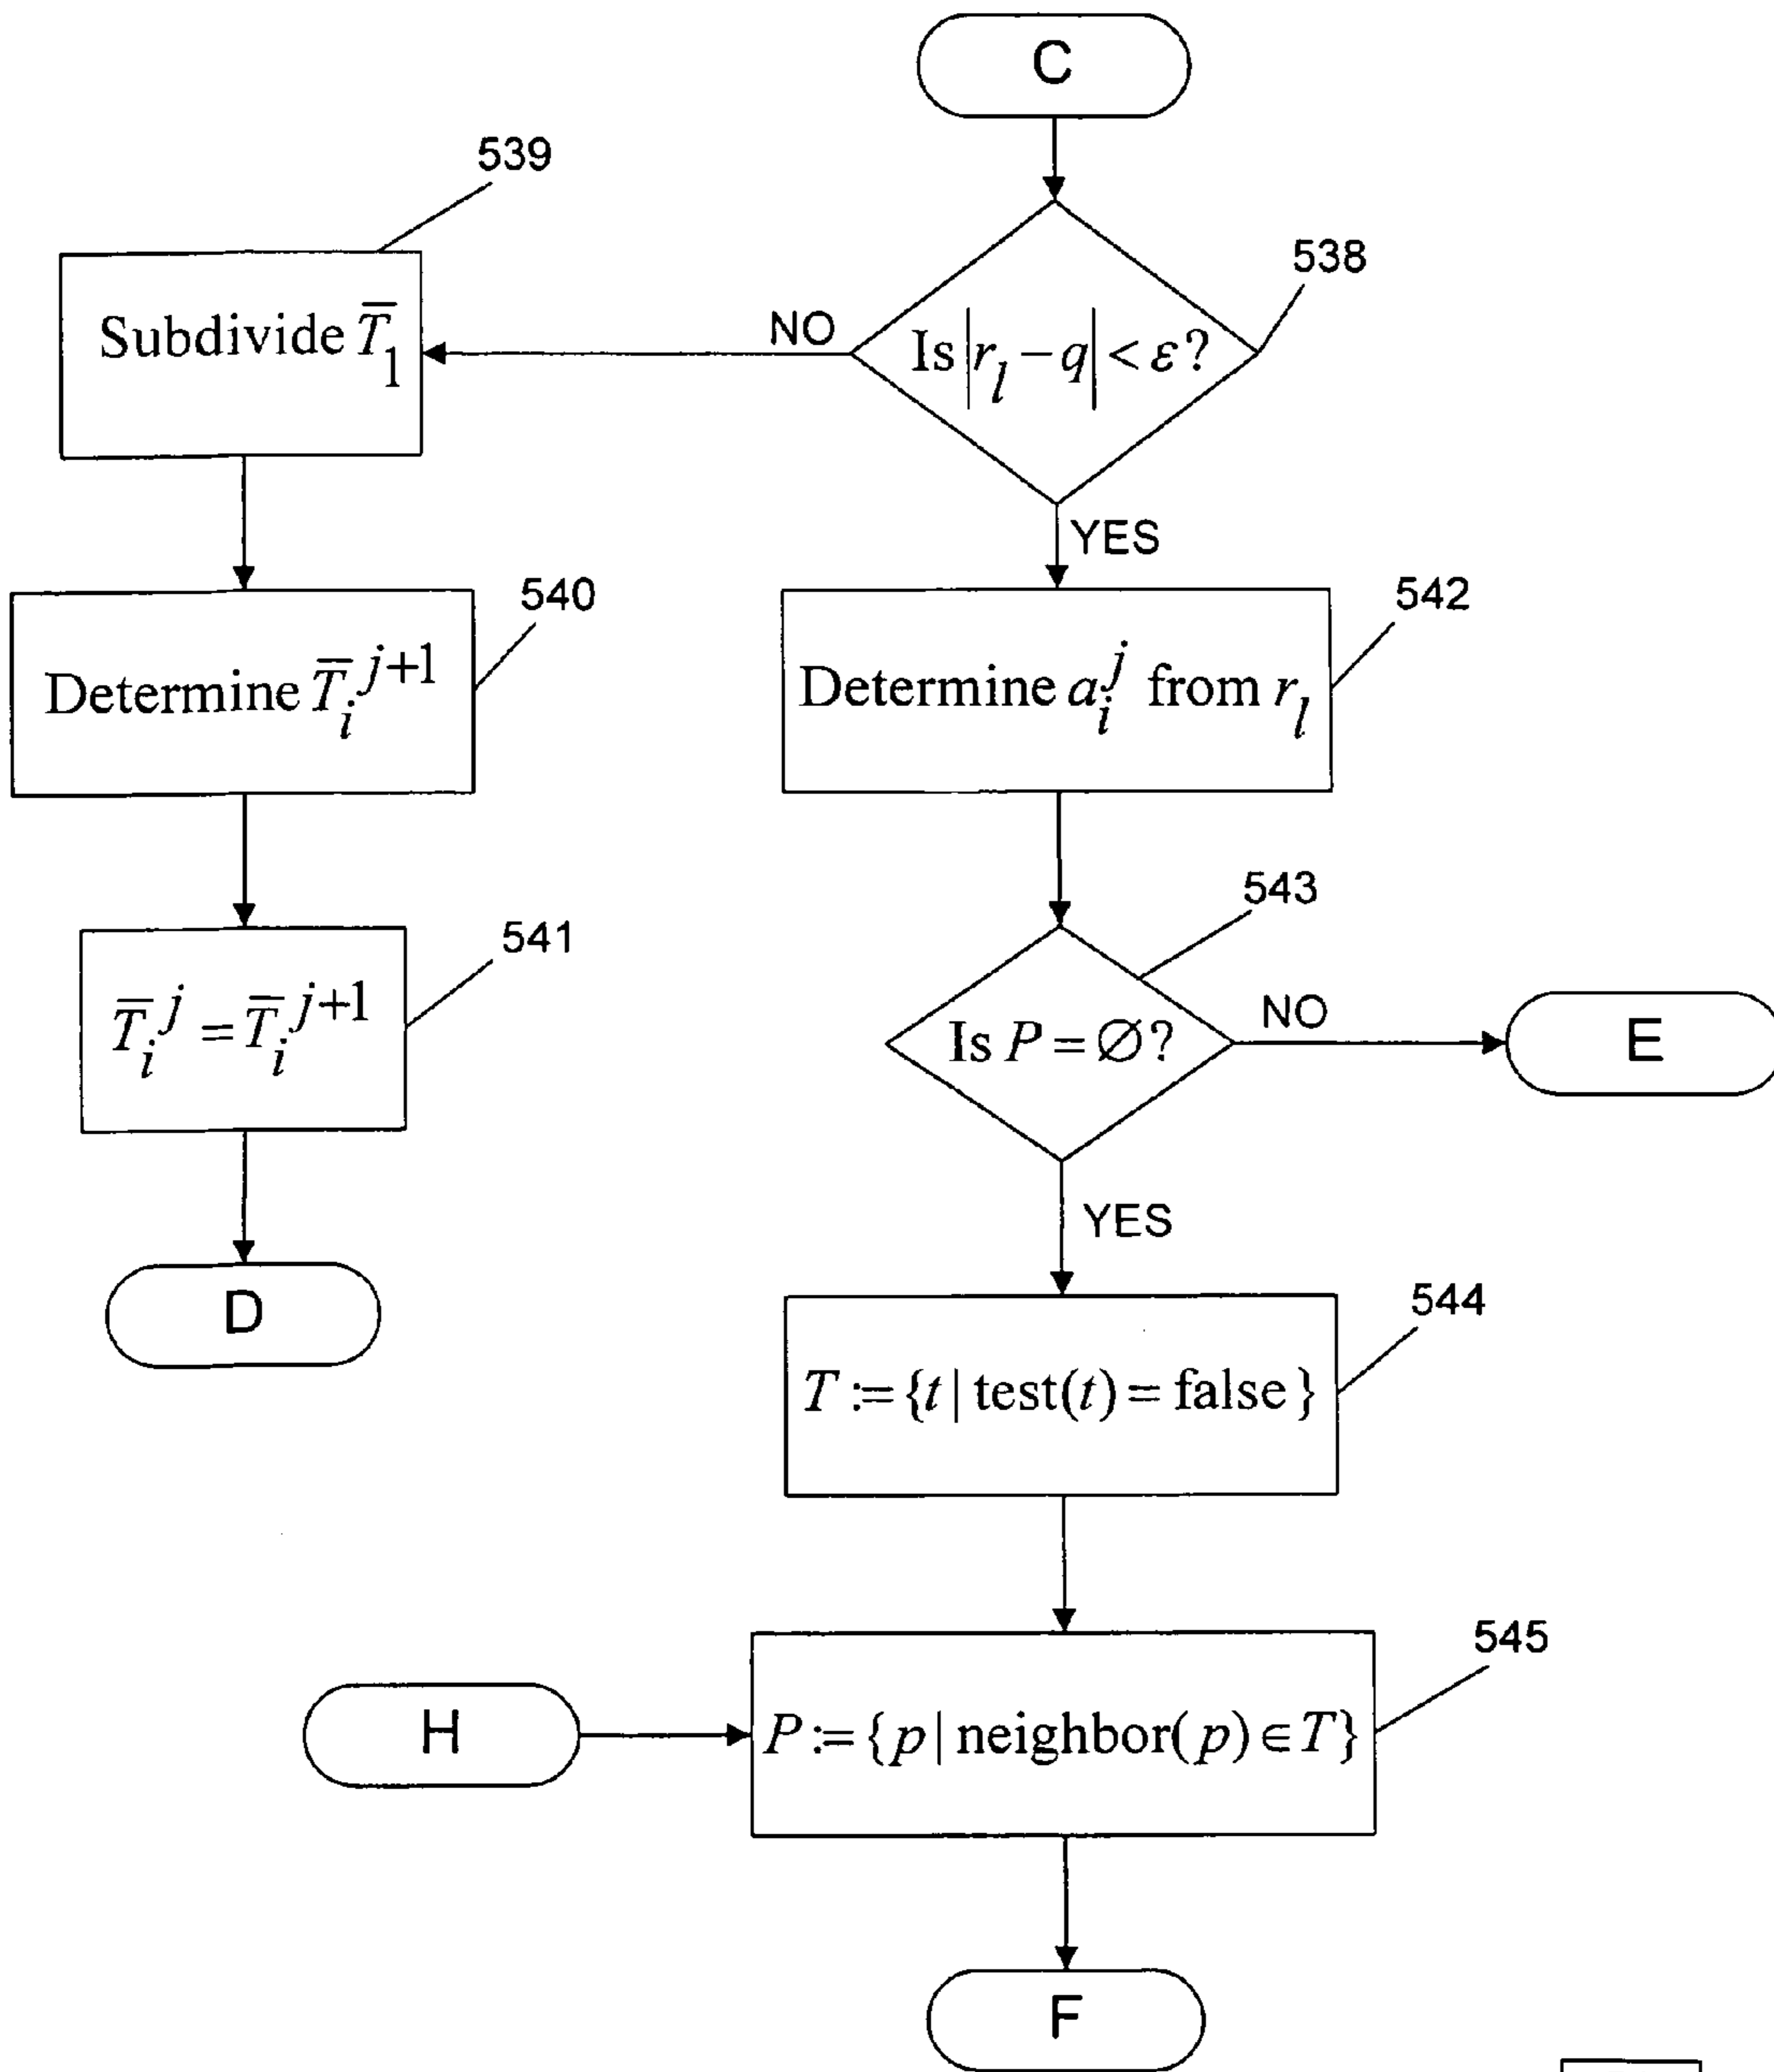 C
539
538
Subdivide T̅₁
NO
Is |r_l − q| < ε?
YES
540
542
Determine T̅_i^{j+1}
Determine a_i^j from r_l
543
541
T̅_i^j = T̅_i^{j+1}
Is P = ∅?
NO
E
YES
D
544
T := {t | test(t) = false}
545
H
P := {p | neighbor(p) ∈ T}
F